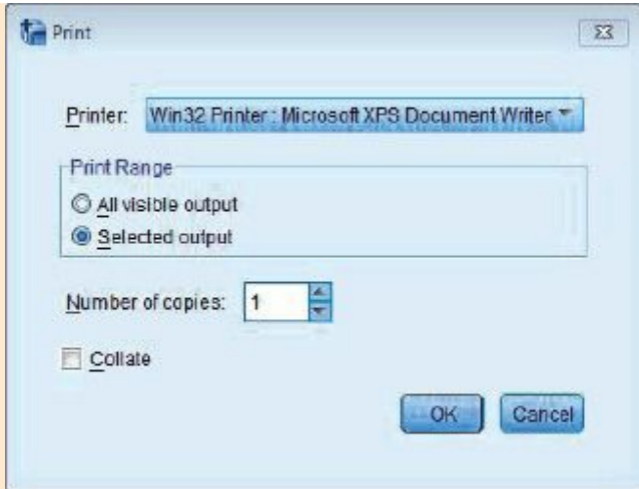 Print
Printer: Win32 Printer : Microsoft XPS Document Writer
Print Range
All visible output
Selected output
Number of copies: 1
Collate
OK Cancel